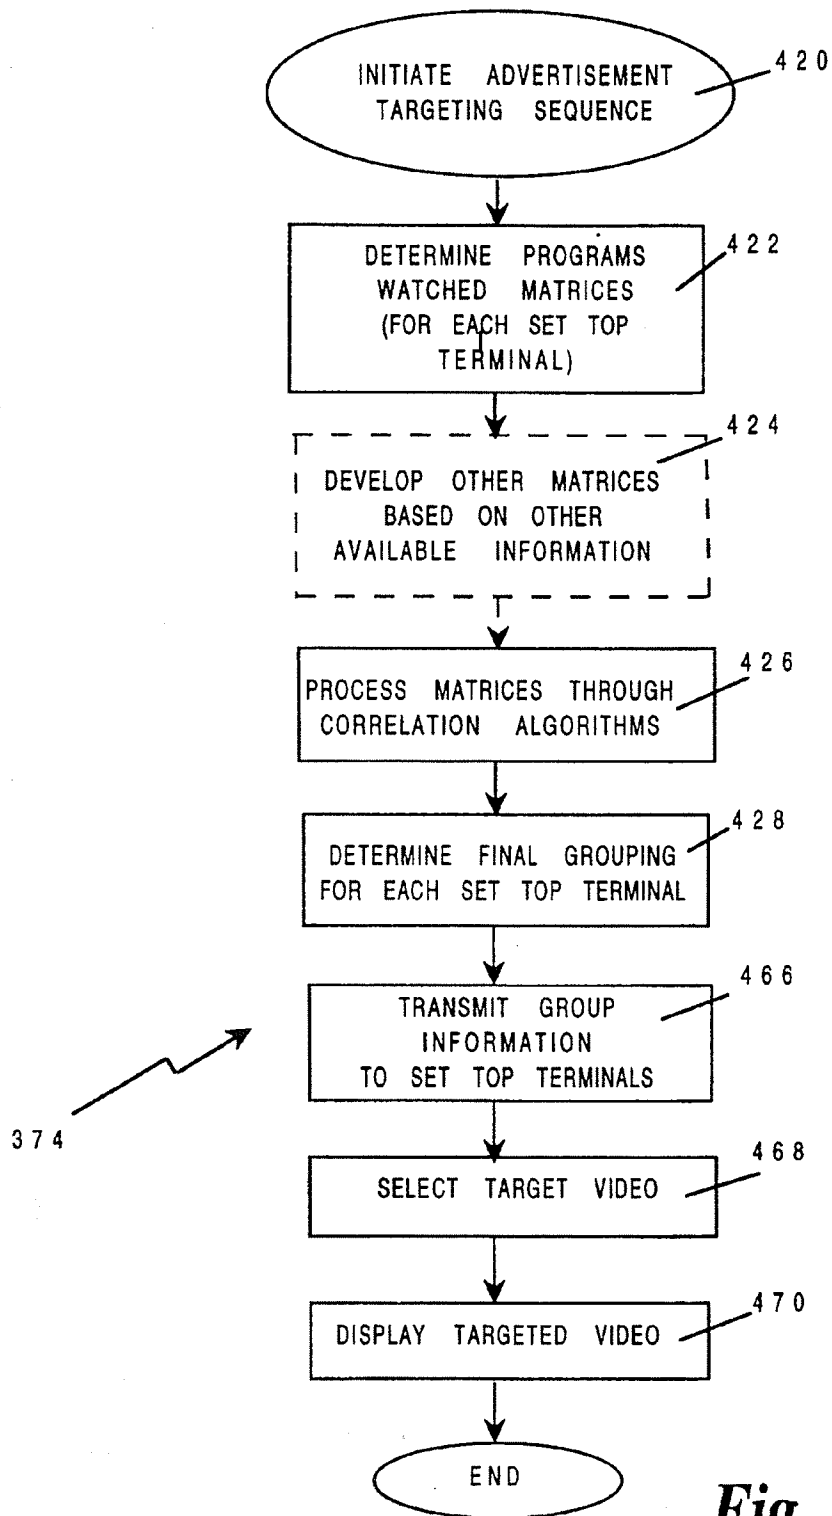 INITIATE ADVERTISEMENT
TARGETING SEQUENCE
420
DETERMINE PROGRAMS
WATCHED MATRICES
(FOR EACH SET TOP
TERMINAL)
422
424
DEVELOP OTHER MATRICES
BASED ON OTHER
AVAILABLE INFORMATION
426
PROCESS MATRICES THROUGH
CORRELATION ALGORITHMS
428
DETERMINE FINAL GROUPING
FOR EACH SET TOP TERMINAL
466
TRANSMIT GROUP
INFORMATION
TO SET TOP TERMINALS
374
468
SELECT TARGET VIDEO
470
DISPLAY TARGETED VIDEO
END
Fig